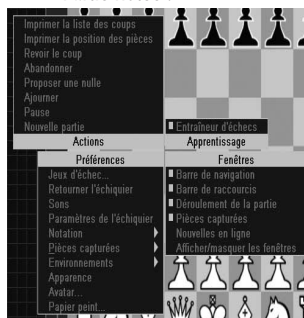 Imprimer la liste des coups
Imprimer la position des pièces
Revoir le coup
Abandonner
Proposer une nulle
Ajourner
Pause
Nouvelle partie
Actions
Entraîneur d'échecs
Apprentissage
Préférences
Jeux d'échec...
Retourner l'échiquier
Sons
Paramètres de l'échiquier
Notation
Pièces capturées
Environnements
Apparence
Avatar...
Papier peint...
Fenêtres
Barre de navigation
Barre de raccourcis
Déroulement de la partie
Pièces capturées
Nouvelles en ligne
Afficher/masquer les fenêtres